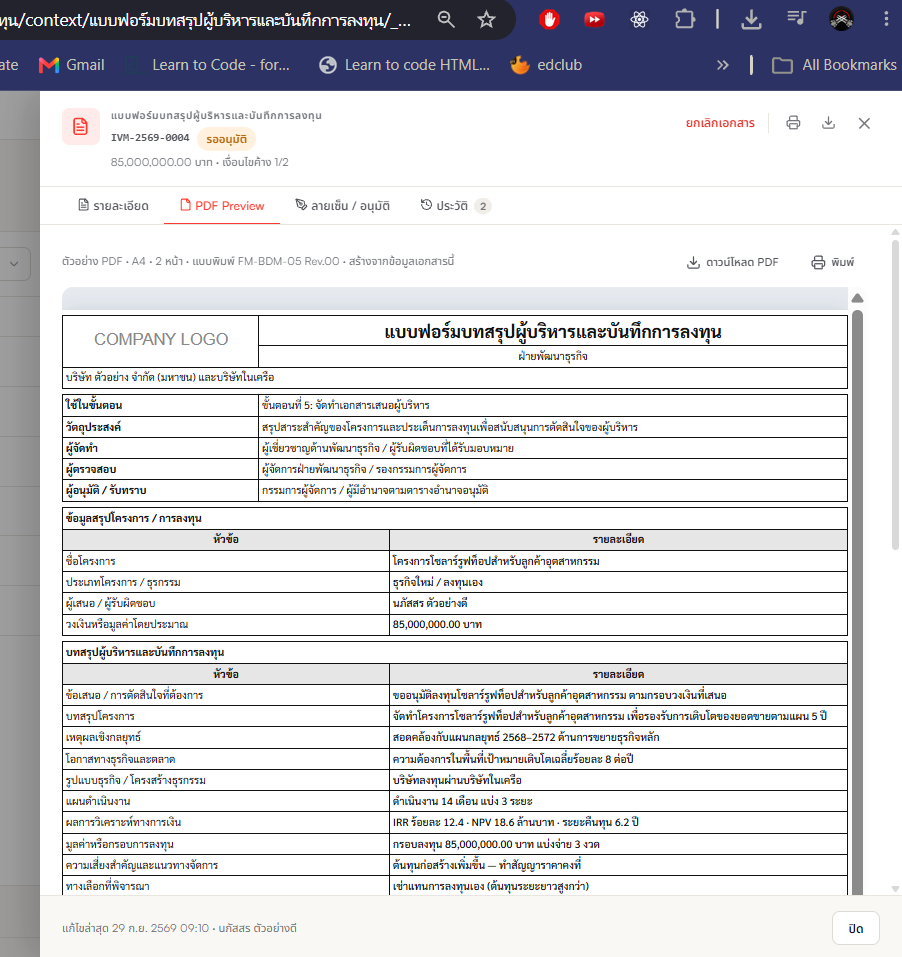 ทุน/context/แบบฟอร์มบทสรุปผู้บริหารและบันทึกการลงทุน/_...
ate Gmail Learn to Code - for... Learn to code HTML... edclub » All Bookmarks
แบบฟอร์มบทสรุปผู้บริหารและบันทึกการลงทุน
IVM-2569-0004 รออนุมัติ
85,000,000.00 บาท · เงื่อนไขค้าง 1/2
ยกเลิกเอกสาร
รายละเอียด PDF Preview ลายเซ็น / อนุมัติ ประวัติ 2
ตัวอย่าง PDF · A4 · 2 หน้า · แบบพิมพ์ FM-BDM-05 Rev.00 · สร้างจากข้อมูลเอกสารนี้ ดาวน์โหลด PDF พิมพ์
COMPANY LOGO
แบบฟอร์มบทสรุปผู้บริหารและบันทึกการลงทุน
ฝ่ายพัฒนาธุรกิจ
บริษัท ตัวอย่าง จำกัด (มหาชน) และบริษัทในเครือ
ใช้ในขั้นตอน ขั้นตอนที่ 5: จัดทำเอกสารเสนอผู้บริหาร
วัตถุประสงค์ สรุปสาระสำคัญของโครงการและประเด็นการลงทุนเพื่อสนับสนุนการตัดสินใจของผู้บริหาร
ผู้จัดทำ ผู้เชี่ยวชาญด้านพัฒนาธุรกิจ / ผู้รับผิดชอบที่ได้รับมอบหมาย
ผู้ตรวจสอบ ผู้จัดการฝ่ายพัฒนาธุรกิจ / รองกรรมการผู้จัดการ
ผู้อนุมัติ / รับทราบ กรรมการผู้จัดการ / ผู้มีอำนาจตามตารางอำนาจอนุมัติ
ข้อมูลสรุปโครงการ / การลงทุน
หัวข้อ รายละเอียด
ชื่อโครงการ โครงการโซลาร์รูฟท็อปสำหรับลูกค้าอุตสาหกรรม
ประเภทโครงการ / ธุรกรรม ธุรกิจใหม่ / ลงทุนเอง
ผู้เสนอ / ผู้รับผิดชอบ นภัสสร ตัวอย่างดี
วงเงินหรือมูลค่าโดยประมาณ 85,000,000.00 บาท
บทสรุปผู้บริหารและบันทึกการลงทุน
หัวข้อ รายละเอียด
ข้อเสนอ / การตัดสินใจที่ต้องการ ขออนุมัติลงทุนโซลาร์รูฟท็อปสำหรับลูกค้าอุตสาหกรรม ตามกรอบวงเงินที่เสนอ
บทสรุปโครงการ จัดทำโครงการโซลาร์รูฟท็อปสำหรับลูกค้าอุตสาหกรรม เพื่อรองรับการเติบโตของยอดขายตามแผน 5 ปี
เหตุผลเชิงกลยุทธ์ สอดคล้องกับแผนกลยุทธ์ 2568–2572 ด้านการขยายธุรกิจหลัก
โอกาสทางธุรกิจและตลาด ความต้องการในพื้นที่เป้าหมายเติบโตเฉลี่ยร้อยละ 8 ต่อปี
รูปแบบธุรกิจ / โครงสร้างธุรกรรม บริษัทลงทุนผ่านบริษัทในเครือ
แผนดำเนินงาน ดำเนินงาน 14 เดือน แบ่ง 3 ระยะ
ผลการวิเคราะห์ทางการเงิน IRR ร้อยละ 12.4 · NPV 18.6 ล้านบาท · ระยะคืนทุน 6.2 ปี
มูลค่าหรือกรอบการลงทุน กรอบลงทุน 85,000,000.00 บาท แบ่งจ่าย 3 งวด
ความเสี่ยงสำคัญและแนวทางจัดการ ต้นทุนก่อสร้างเพิ่มขึ้น — ทำสัญญาราคาคงที่
ทางเลือกที่พิจารณา เช่าแทนการลงทุนเอง (ต้นทุนระยะยาวสูงกว่า)
แก้ไขล่าสุด 29 ก.ย. 2569 09:10 · นภัสสร ตัวอย่างดี ปิด